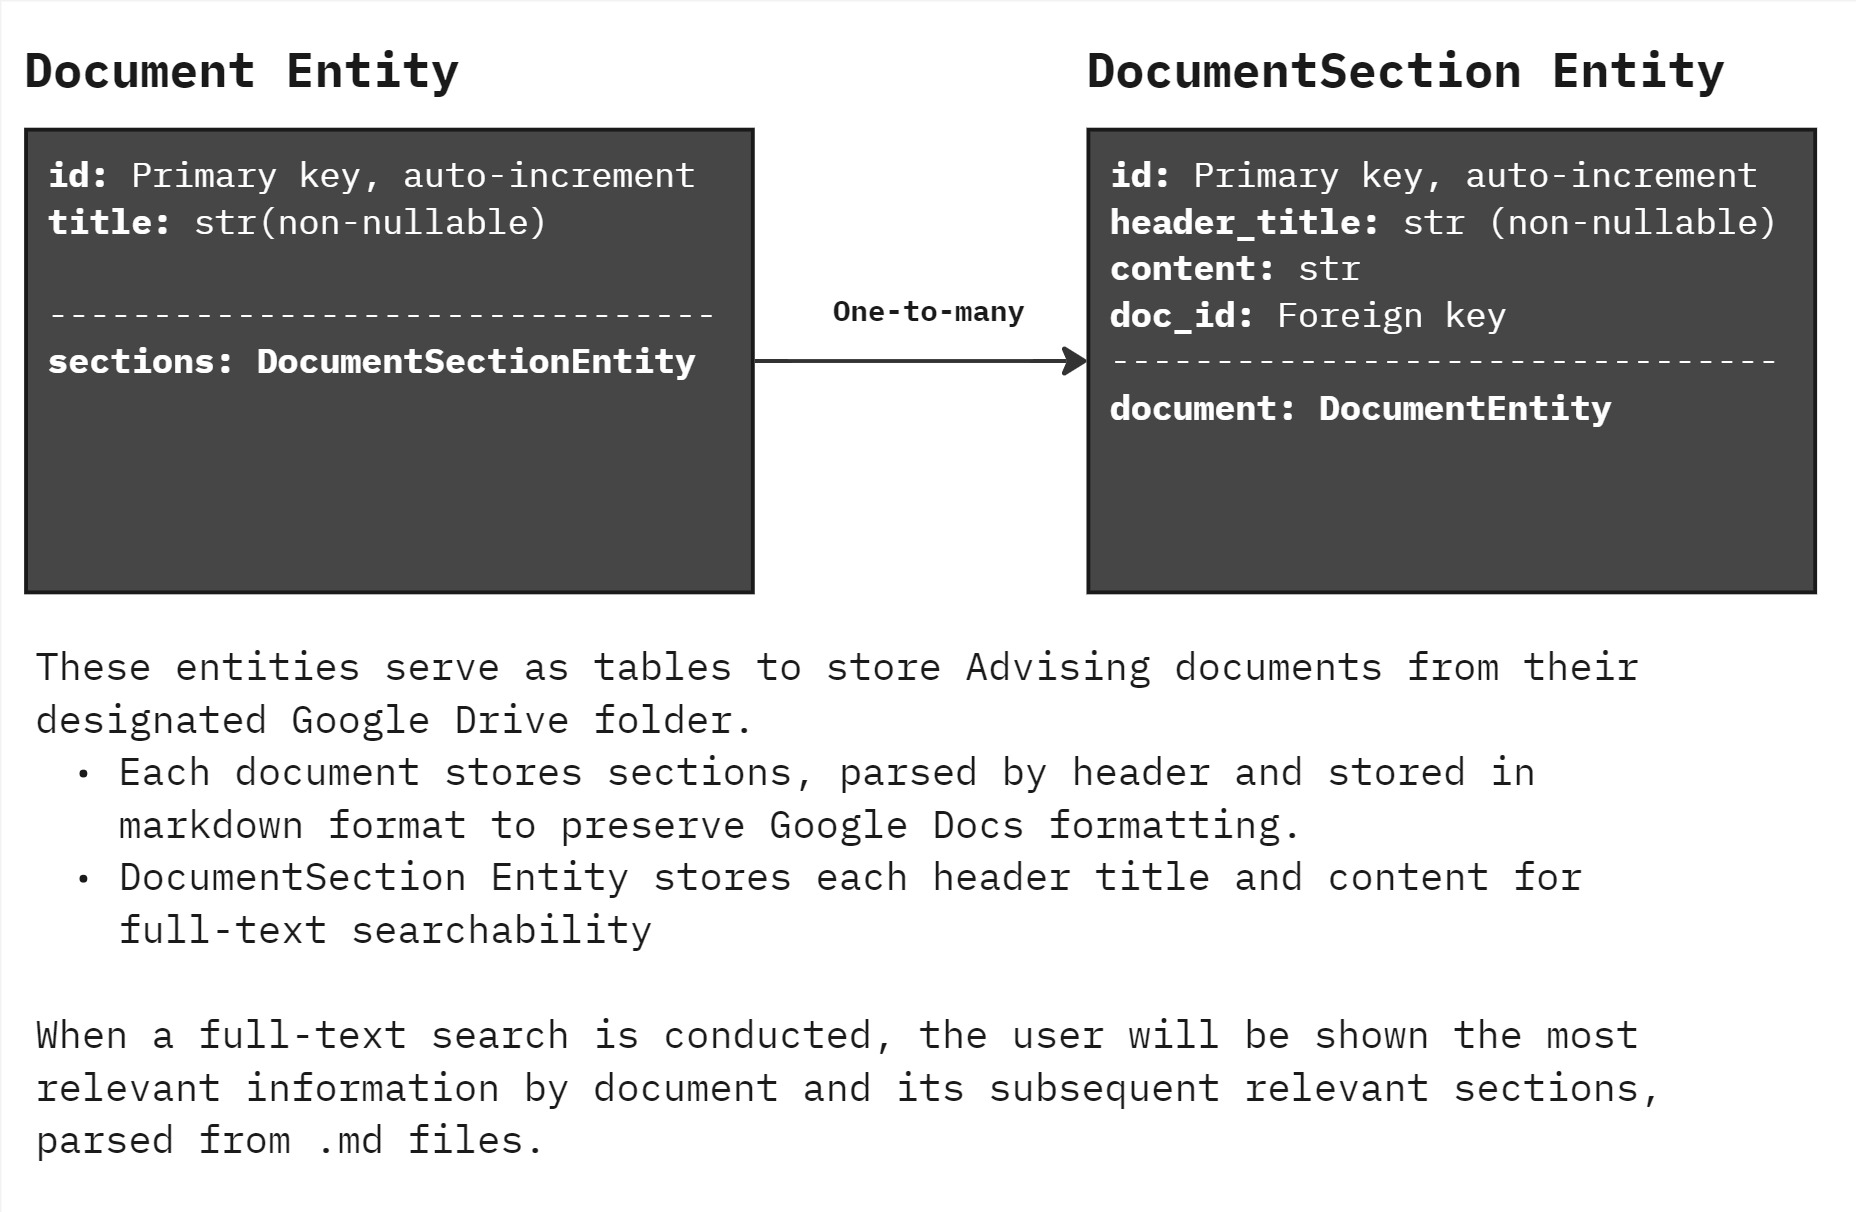 Document Entity
id: Primary key, auto-increment
title: str(non-nullable)
--------------------------------
sections: DocumentSectionEntity
One-to-many
DocumentSection Entity
id: Primary key, auto-increment
header_title: str (non-nullable)
content: str
doc_id: Foreign key
--------------------------------
document: DocumentEntity
These entities serve as tables to store Advising documents from their
designated Google Drive folder.
• Each document stores sections, parsed by header and stored in
markdown format to preserve Google Docs formatting.
• DocumentSection Entity stores each header title and content for
full-text searchability
When a full-text search is conducted, the user will be shown the most
relevant information by document and its subsequent relevant sections,
parsed from .md files.